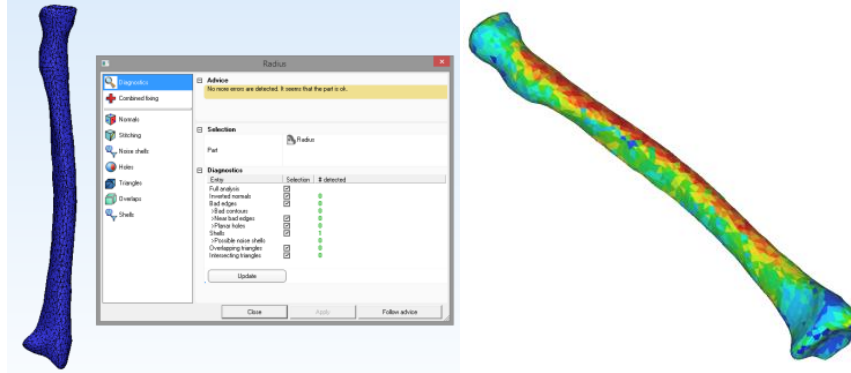 Radius
Diagnostics
Combined fixing
Normals
Stitching
Noise shells
Holes
Triangles
Overlaps
Shells
Advice
No more errors are detected. It seems that the part is ok.
Selection
Part Radius
Diagnostics
Entry Selection # detected
Full analysis
Inverted normals 0
Bad edges 0
>Bad contours 0
>Near bad edges 0
>Planar holes 0
Shells 1
>Possible noise shells 0
Overlapping triangles 0
Intersecting triangles 0
Update
Close Apply Follow advice